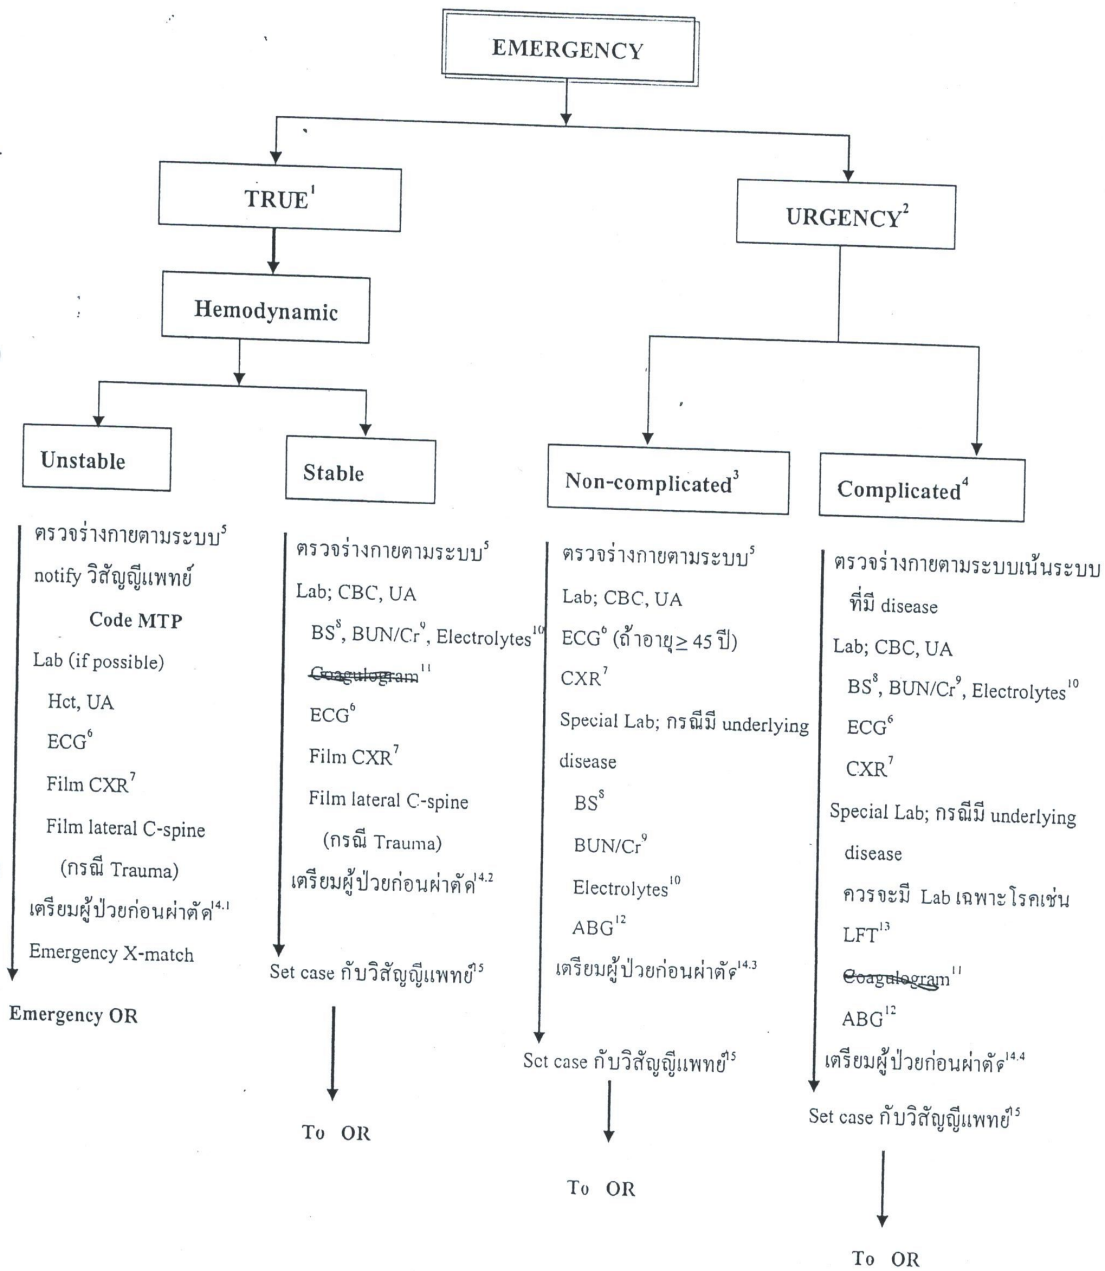 EMERGENCY
TRUE¹
URGENCY²
Hemodynamic
Unstable
ตรวจร่างกายตามระบบ⁵
notify วิสัญญีแพทย์
Code MTP
Lab (if possible)
Hct, UA
ECG⁶
Film CXR⁷
Film lateral C-spine
(กรณี Trauma)
เตรียมผู้ป่วยก่อนผ่าตัด¹⁴·¹
Emergency X-match
Emergency OR
Stable
ตรวจร่างกายตามระบบ⁵
Lab; CBC, UA
BS⁸, BUN/Cr⁹, Electrolytes¹⁰
Coagulogram¹¹
ECG⁶
Film CXR⁷
Film lateral C-spine
(กรณี Trauma)
เตรียมผู้ป่วยก่อนผ่าตัด¹⁴·²
Set case กับวิสัญญีแพทย์¹⁵
To OR
Non-complicated³
ตรวจร่างกายตามระบบ⁵
Lab; CBC, UA
ECG⁶ (ถ้าอายุ ≥ 45 ปี)
CXR⁷
Special Lab; กรณีมี underlying
disease
BS⁸
BUN/Cr⁹
Electrolytes¹⁰
ABG¹²
เตรียมผู้ป่วยก่อนผ่าตัด¹⁴·³
Set case กับวิสัญญีแพทย์¹⁵
To OR
Complicated⁴
ตรวจร่างกายตามระบบเน้นระบบ
ที่มี disease
Lab; CBC, UA
BS⁸, BUN/Cr⁹, Electrolytes¹⁰
ECG⁶
CXR⁷
Special Lab; กรณีมี underlying
disease
ควรจะมี Lab เฉพาะโรคเช่น
LFT¹³
Coagulogram¹¹
ABG¹²
เตรียมผู้ป่วยก่อนผ่าตัด¹⁴·⁴
Set case กับวิสัญญีแพทย์¹⁵
To OR